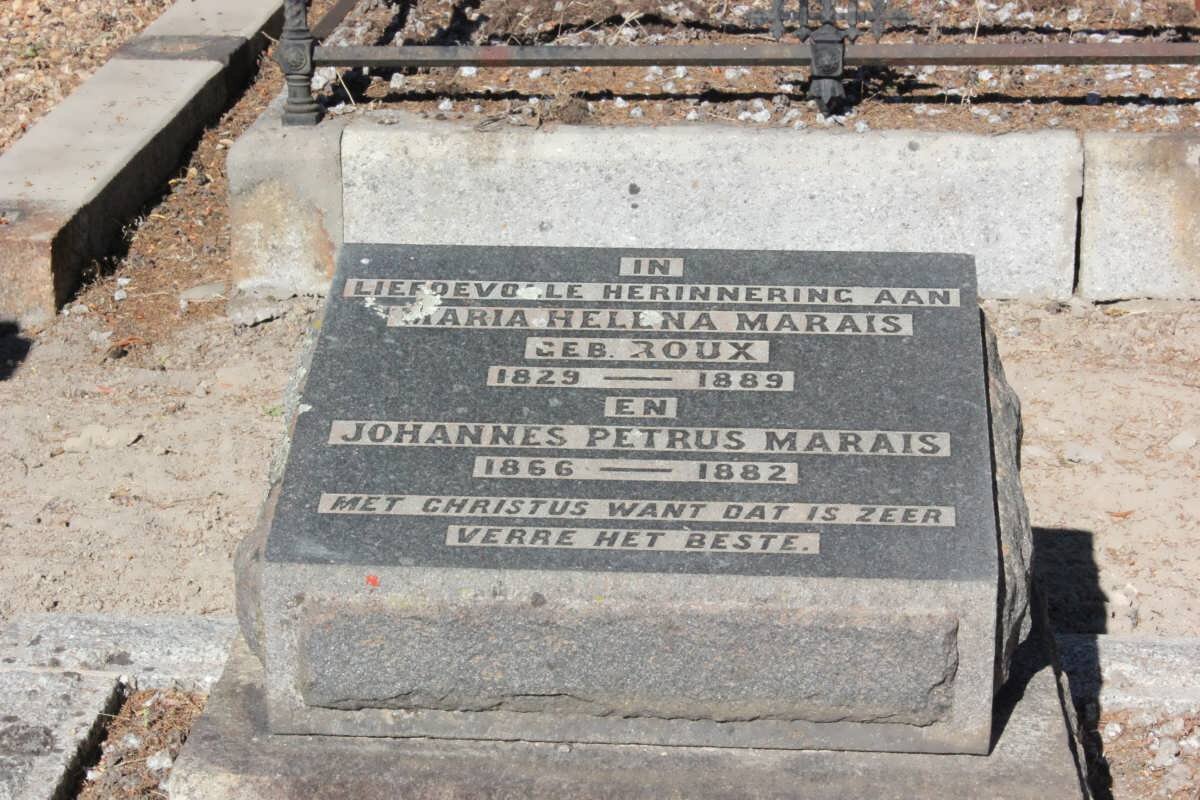 IN
LIEFDEVOLLE HERINNERING AAN
MARIA HELENA MARAIS
GEB. ROUX
1829 — 1889
EN
JOHANNES PETRUS MARAIS
1866 — 1882
MET CHRISTUS WANT DAT IS ZEER
VERRE HET BESTE.